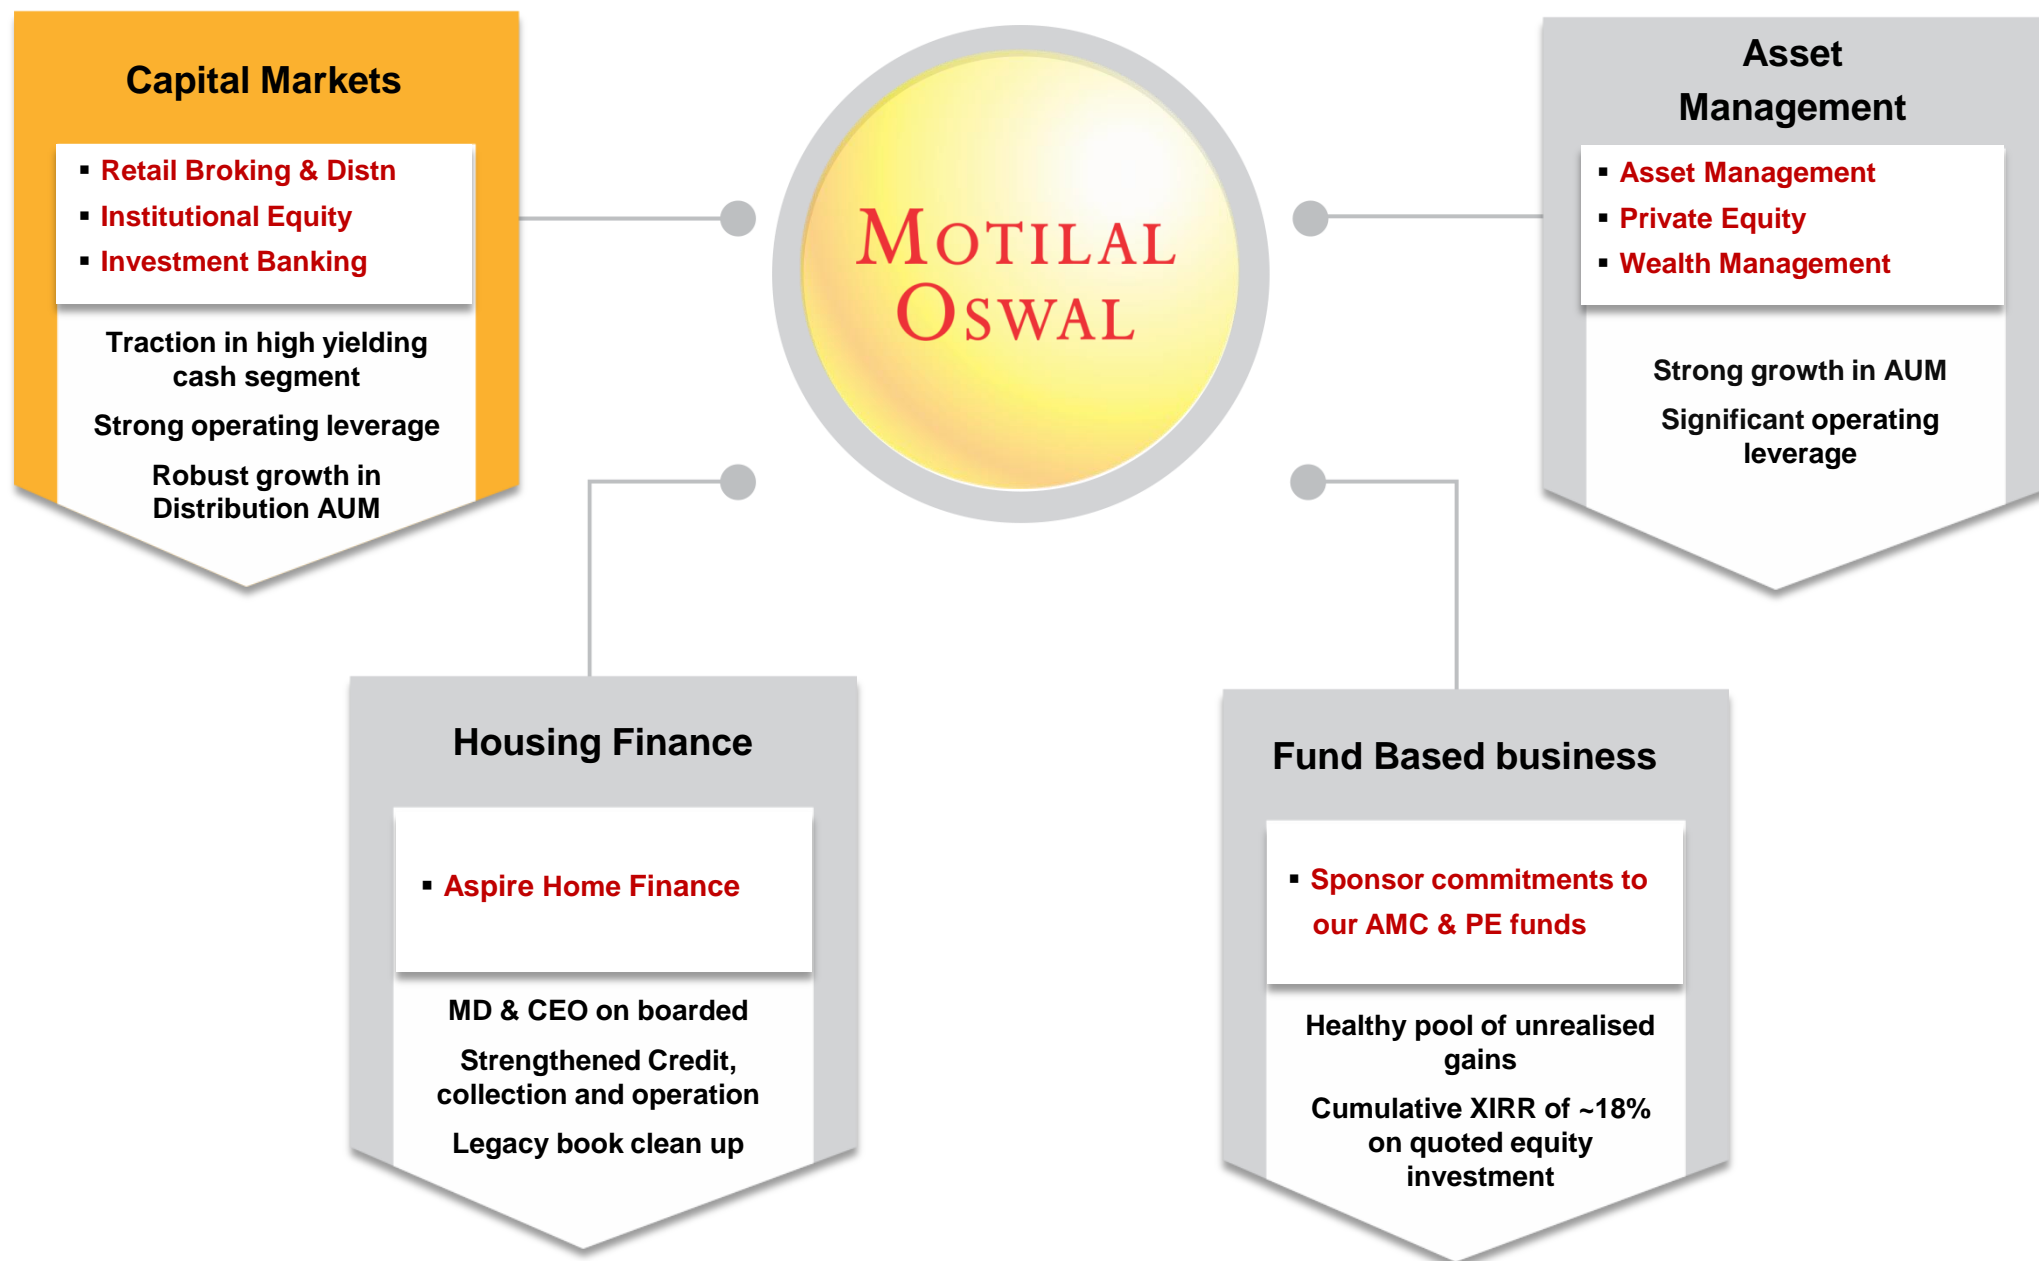 Capital Markets
▪ Retail Broking & Distn
▪ Institutional Equity
▪ Investment Banking
Traction in high yielding
cash segment
Strong operating leverage
Robust growth in
Distribution AUM
MOTILAL
OSWAL
Asset
Management
▪ Asset Management
▪ Private Equity
▪ Wealth Management
Strong growth in AUM
Significant operating
leverage
Housing Finance
▪ Aspire Home Finance
MD & CEO on boarded
Strengthened Credit,
collection and operation
Legacy book clean up
Fund Based business
▪ Sponsor commitments to
our AMC & PE funds
Healthy pool of unrealised
gains
Cumulative XIRR of ~18%
on quoted equity
investment